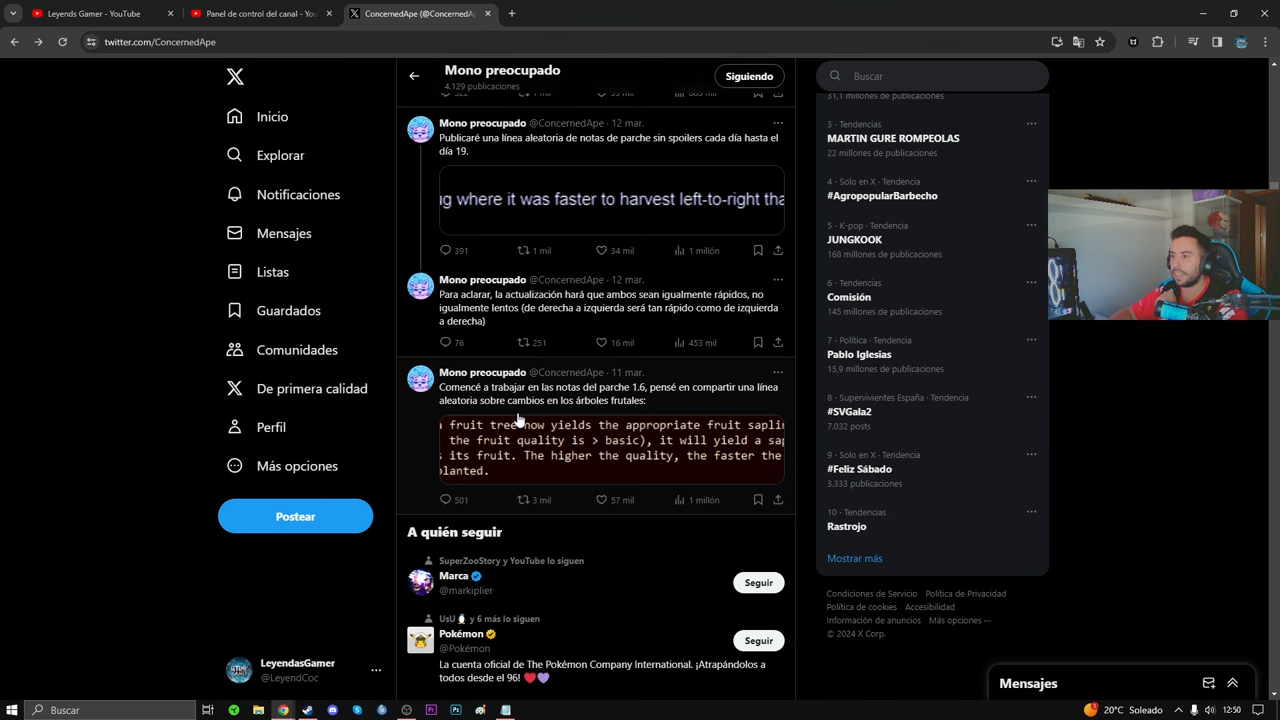 Leyends Gamer - YouTube
Panel de control del canal - You
ConcernedApe (@ConcernedAp
twitter.com/ConcernedApe
Inicio
Explorar
Notificaciones
Mensajes
Listas
Guardados
Comunidades
De primera calidad
Perfil
Más opciones
Postear
LeyendasGamer
@LeyendCoc
Mono preocupado
4.129 publicaciones
Siguiendo
Mono preocupado @ConcernedApe · 12 mar.
Publicaré una línea aleatoria de notas de parche sin spoilers cada día hasta el
día 19.
ng where it was faster to harvest left-to-right tha
391 1 mil 34 mil 1 millón
Mono preocupado @ConcernedApe · 12 mar.
Para aclarar, la actualización hará que ambos sean igualmente rápidos, no
igualmente lentos (de derecha a izquierda será tan rápido como de izquierda
a derecha)
76 251 16 mil 453 mil
Mono preocupado @ConcernedApe · 11 mar.
Comencé a trabajar en las notas del parche 1.6, pensé en compartir una línea
aleatoria sobre cambios en los árboles frutales:
fruit tree now yields the appropriate fruit sapli
the fruit quality is > basic), it will yield a sap
its fruit. The higher the quality, the faster the
planted.
501 3 mil 57 mil 1 millón
A quién seguir
SuperZooStory y YouTube lo siguen
Marca
@markiplier
Seguir
UsU y 6 más lo siguen
Pokémon
@Pokémon
Seguir
La cuenta oficial de The Pokémon Company International. ¡Atrapándolos a
todos desde el 96!
Buscar
31,1 millones de publicaciones
3 · Tendencias
MARTIN GURE ROMPEOLAS
22 millones de publicaciones
4 · Solo en X · Tendencia
#AgropopularBarbecho
5 · K-pop · Tendencia
JUNGKOOK
168 millones de publicaciones
6 · Tendencias
Comisión
145 millones de publicaciones
7 · Política · Tendencia
Pablo Iglesias
15,9 millones de publicaciones
8 · Supervivientes España · Tendencia
#SVGala2
7.032 posts
9 · Solo en X · Tendencia
#Feliz Sábado
3.333 publicaciones
10 · Tendencias
Rastrojo
Mostrar más
Condiciones de Servicio Política de Privacidad
Política de cookies Accesibilidad
Información de anuncios Más opciones ···
© 2024 X Corp.
Mensajes
Buscar
20°C Soleado
12:50